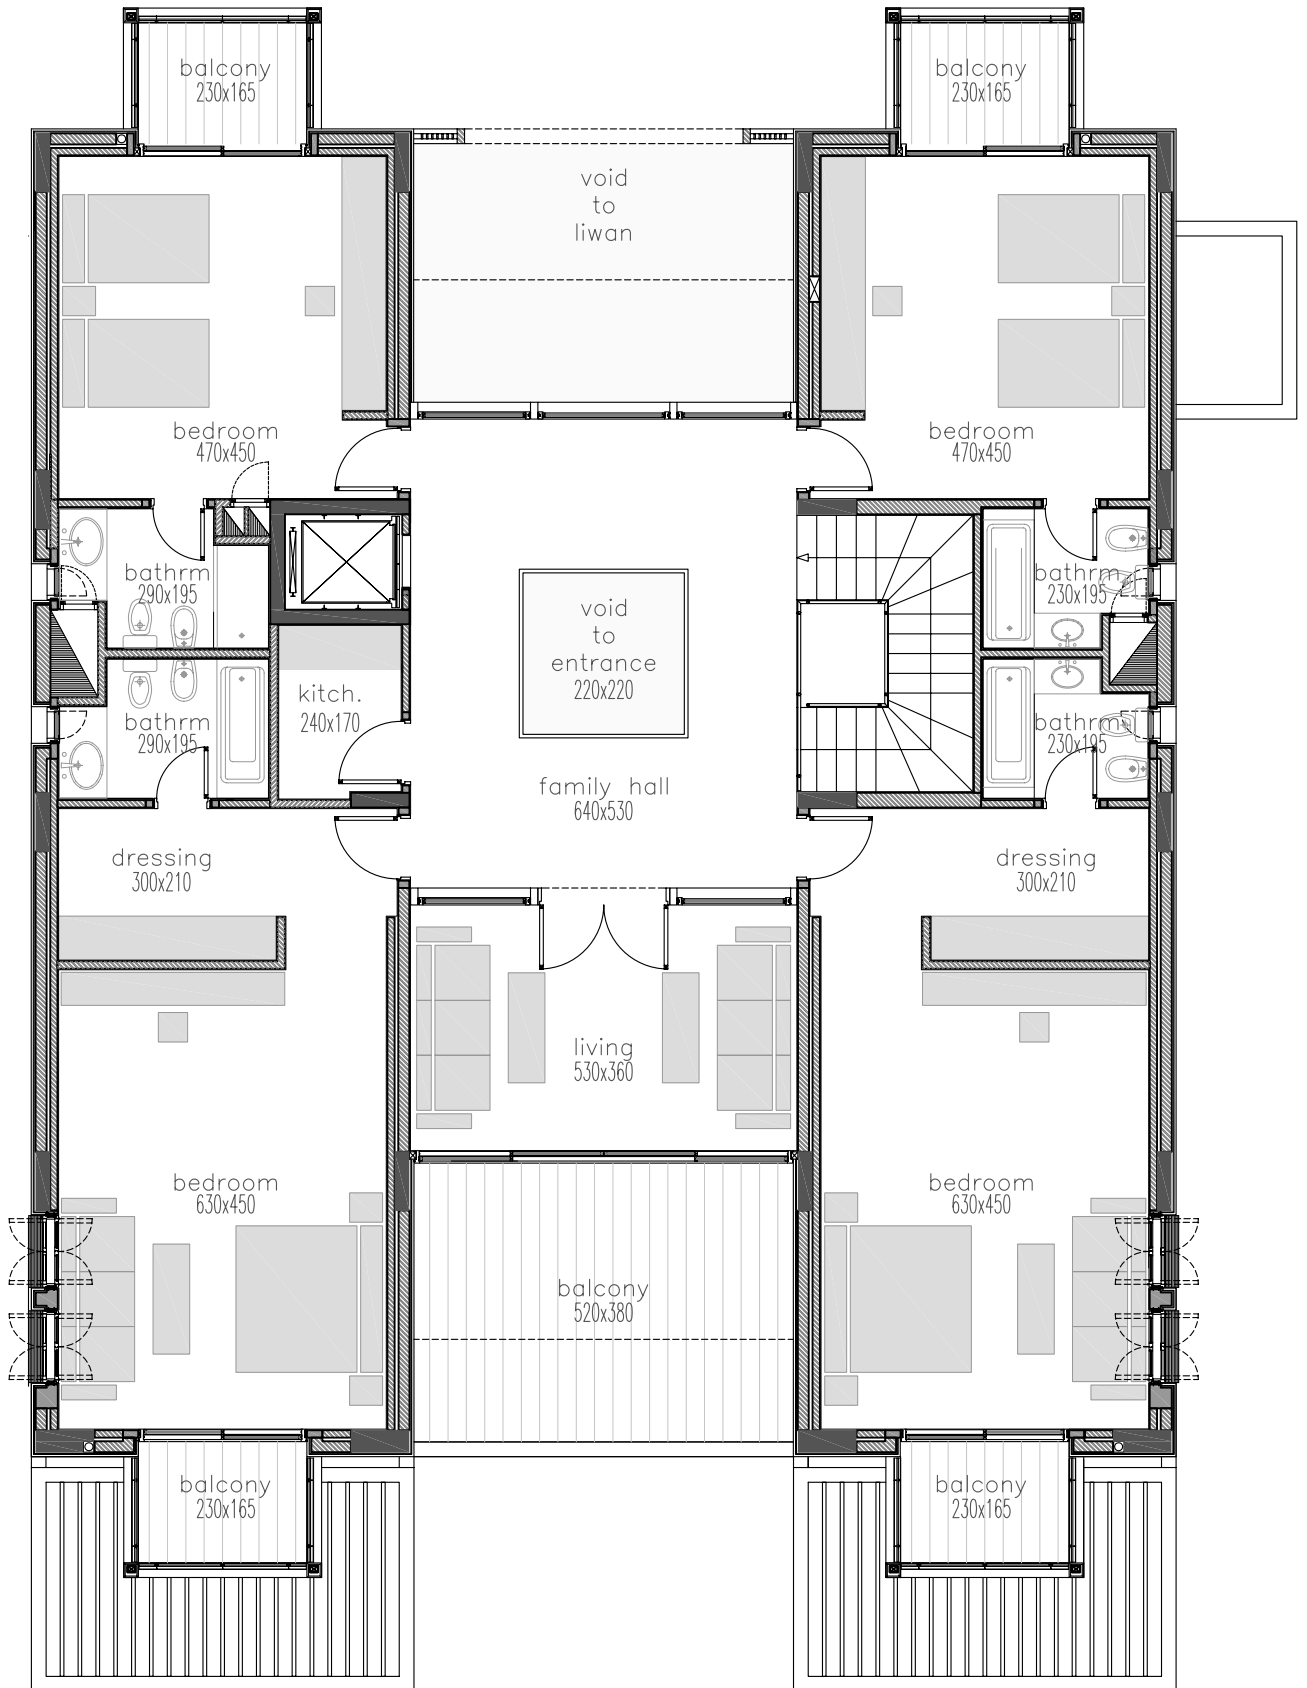 balcony
230x165
balcony
230x165
void
to
liwan
bedroom
470x450
bedroom
470x450
bathrm
290x195
bathrm
230x195
void
to
entrance
220x220
kitch.
240x170
bathrm
290x195
bathrm
230x195
family hall
640x530
dressing
300x210
dressing
300x210
living
530x360
bedroom
630x450
bedroom
630x450
balcony
520x380
balcony
230x165
balcony
230x165